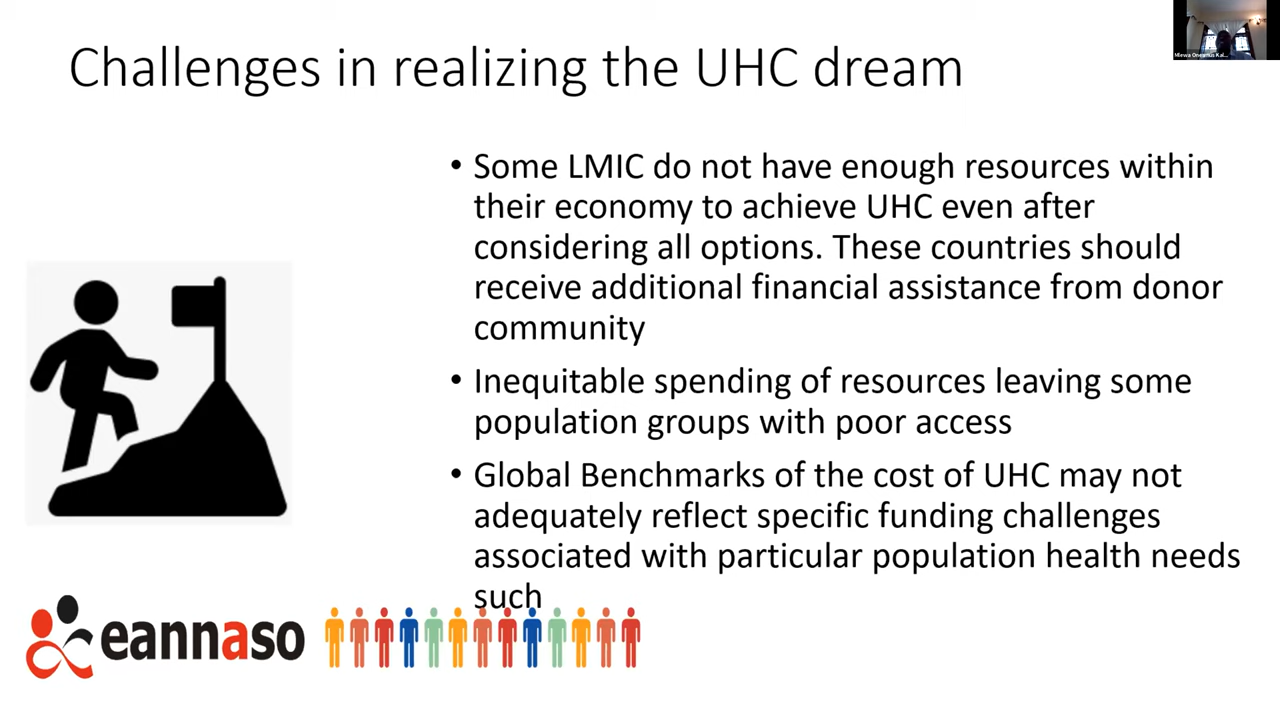 Challenges in realizing the UHC dream
• Some LMIC do not have enough resources within
their economy to achieve UHC even after
considering all options. These countries should
receive additional financial assistance from donor
community
• Inequitable spending of resources leaving some
population groups with poor access
• Global Benchmarks of the cost of UHC may not
adequately reflect specific funding challenges
associated with particular population health needs
such
eannaso